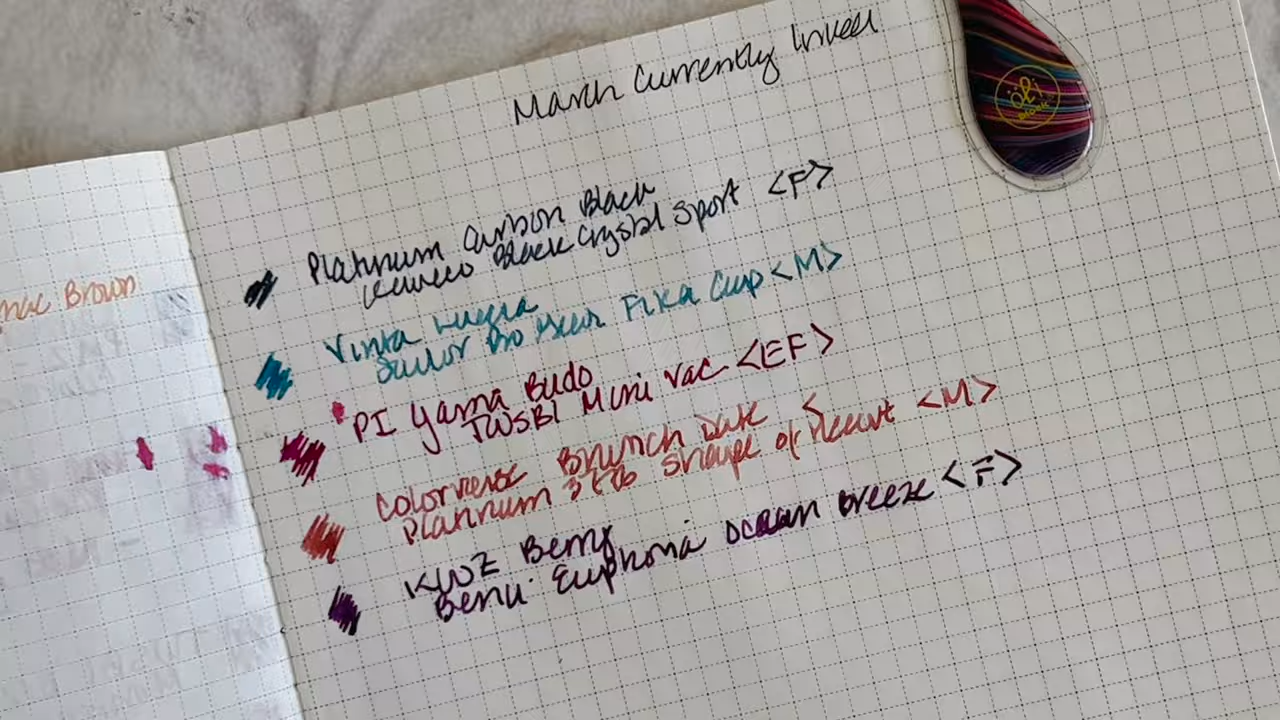 March Currently Inked
Platinum Carbon Black
Kaweco Black Crystal Sport <F>
Vinta
Sailor Pro Gear Fika Cup <M>
PI Yama Budo
TWSBI Mini Vac <EF>
Colorverse Brunch Date <
Platinum 3776 Shape of Heart <M>
KWZ Berry
Benu Euphoria Ocean Breeze <F>
Brown